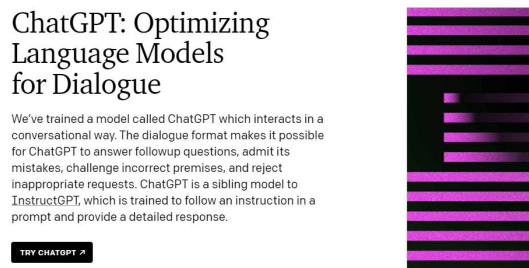 ChatGPT: Optimizing
Language Models
for Dialogue
We’ve trained a model called ChatGPT which interacts in a
conversational way. The dialogue format makes it possible
for ChatGPT to answer followup questions, admit its
mistakes, challenge incorrect premises, and reject
inappropriate requests. ChatGPT is a sibling model to
InstructGPT, which is trained to follow an instruction in a
prompt and provide a detailed response.
TRY CHATGPT ↗